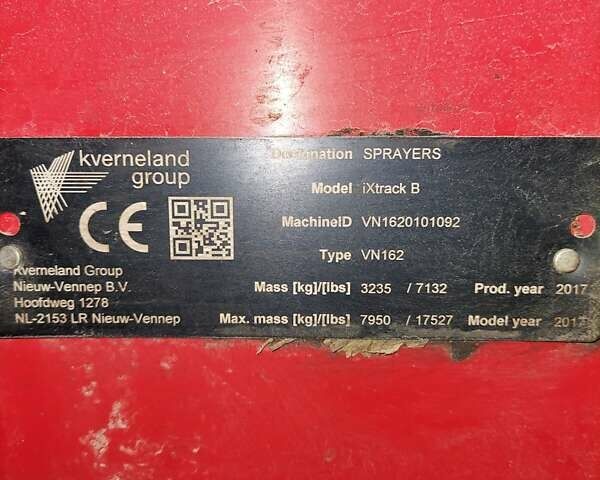 kverneland
group
CE
Kverneland Group
Nieuw-Vennep B.V.
Hoofdweg 1278
NL-2153 LR Nieuw-Vennep
Designation SPRAYERS
Model iXtrack B
MachineID VN1620101092
Type VN162
Mass [kg]/[lbs] 3235 / 7132 Prod. year 2017
Max. mass [kg]/[lbs] 7950 / 17527 Model year 2017